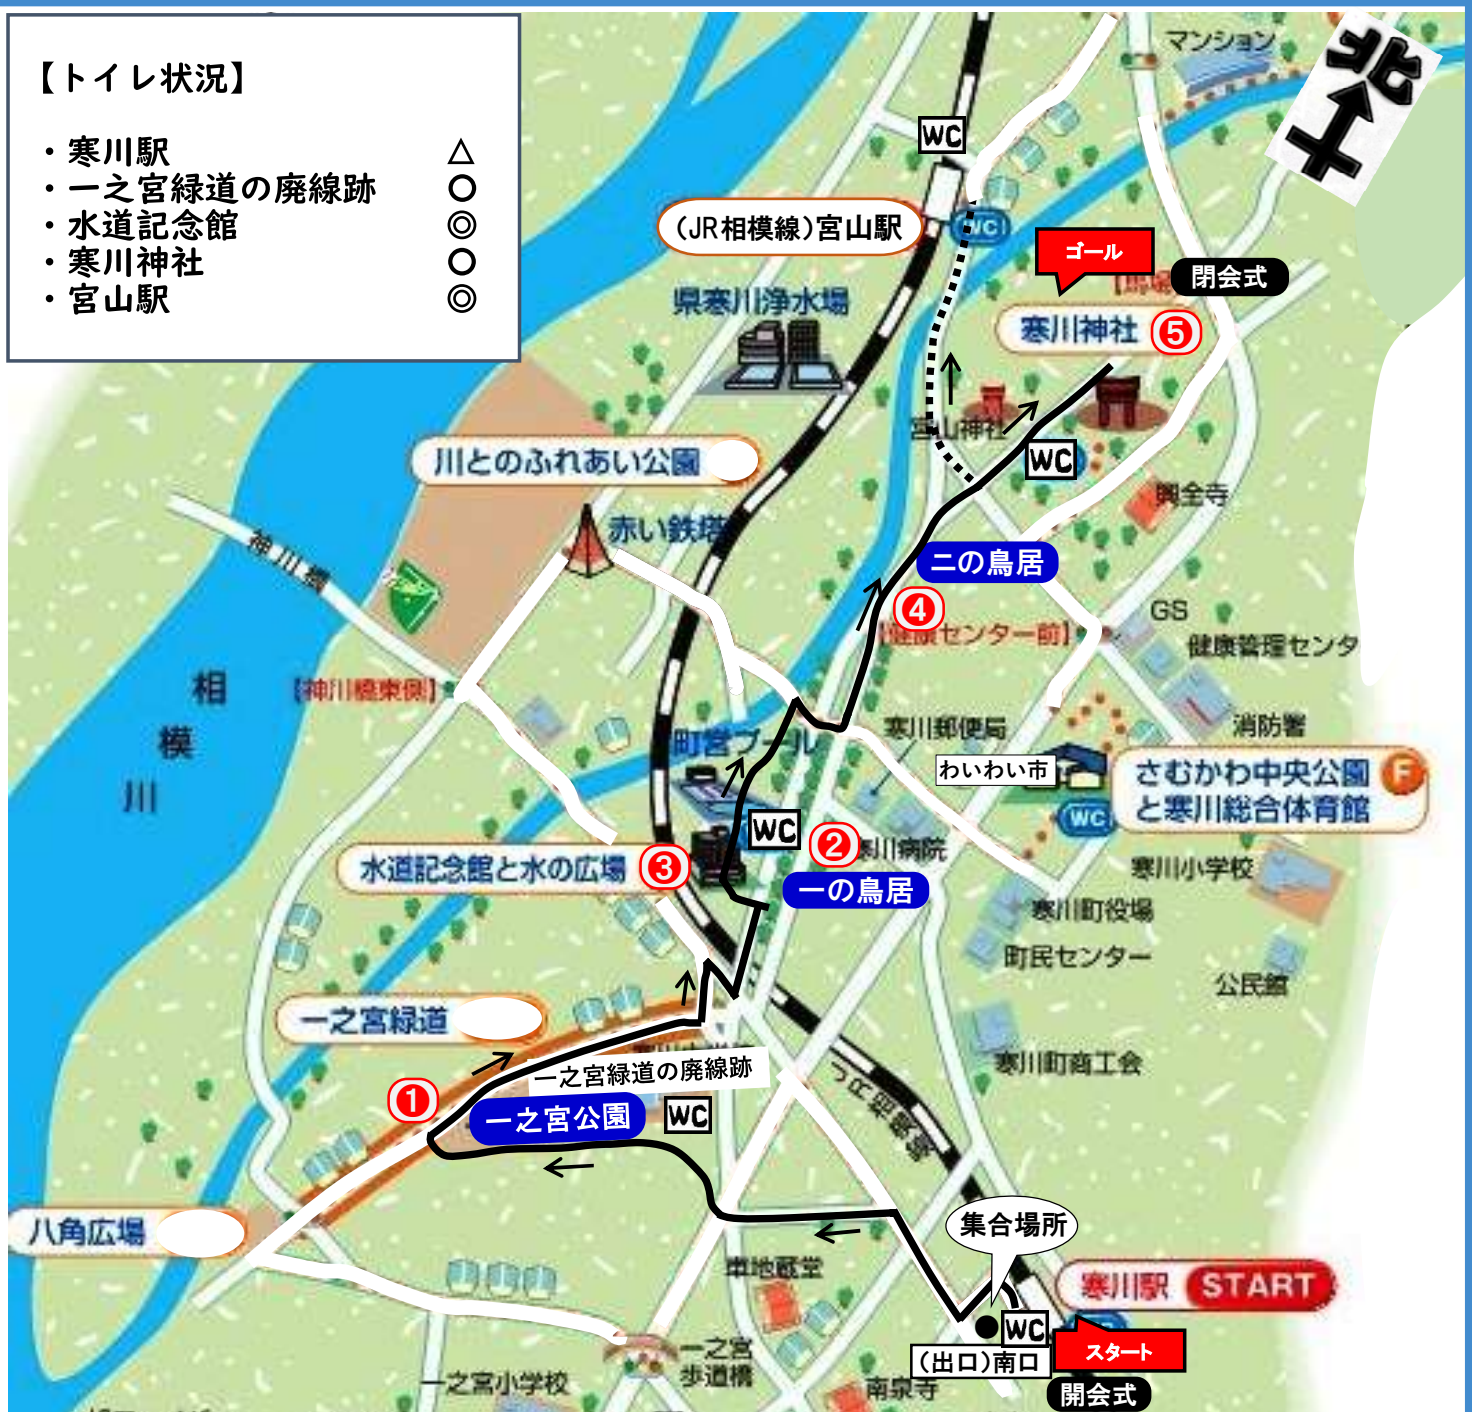 【トイレ状況】
・寒川駅 △
・一之宮緑道の廃線跡 ○
・水道記念館 ◎
・寒川神社 ○
・宮山駅 ◎
マンション
北
WC
(JR相模線)宮山駅
WC
ゴール
閉会式
県寒川浄水場
寒川神社 ⑤
宮山神社
川とのふれあい公園
WC
興全寺
赤い鉄塔
神川橋
二の鳥居
④
GS
【健康センター前】
健康管理センタ
相模川
【神川橋東側】
寒川郵便局
消防署
町営プール
わいわい市
さむかわ中央公園 F
と寒川総合体育館
WC
WC
②
寒川病院
水道記念館と水の広場 ③
一の鳥居
寒川小学校
寒川町役場
町民センター
公民館
一之宮緑道
寒川町商工会
一之宮緑道の廃線跡
JR相模線
①
一之宮公園
WC
八角広場
集合場所
寒川駅 START
WC
スタート
(出口)南口
開会式
一之宮
歩道橋
一之宮小学校
南泉寺